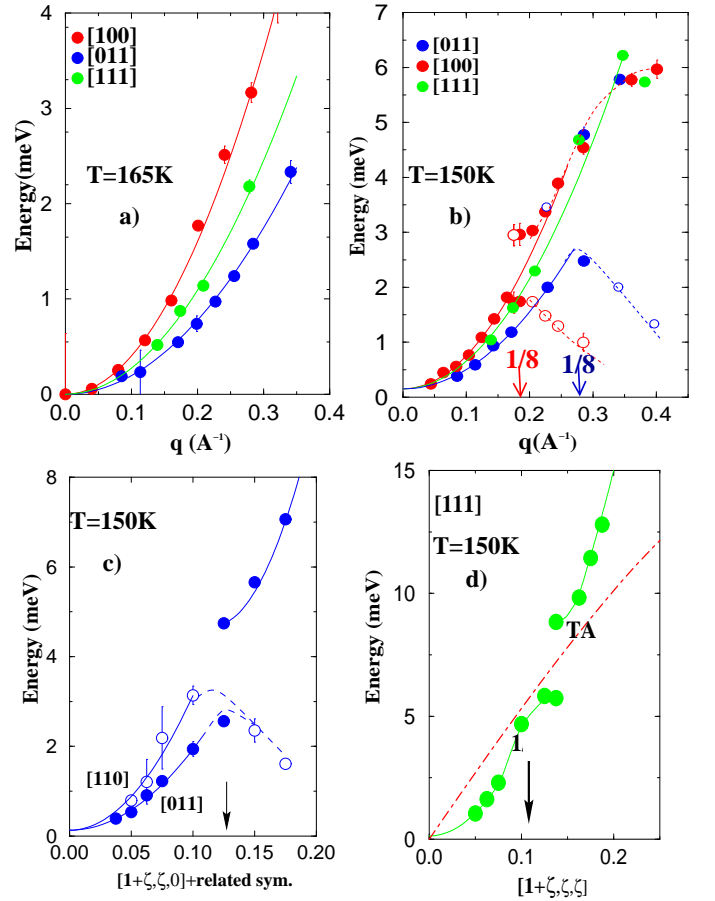 [100]
[011]
[111]
T=165K
a)
Energy(meV)
4
3
2
1
0
0.0 0.1 0.2 0.3 0.4
q (A⁻¹)
[011]
[100]
[111]
T=150K
b)
Energy (meV)
7
6
5
4
3
2
1
0
1/8
1/8
0.0 0.1 0.2 0.3 0.4
q(A⁻¹)
T=150K
c)
Energy (meV)
8
6
4
2
0
[110]
[011]
0.00 0.05 0.10 0.15 0.20
[1+ζ,ζ,0]+related sym.
[111]
T=150K
d)
Energy (meV)
15
10
5
0
TA
1
0.0 0.1 0.2
[1+ζ,ζ,ζ]